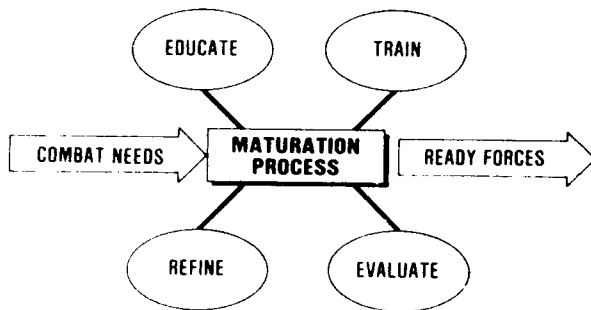 EDUCATE
TRAIN
COMBAT NEEDS
MATURATION
PROCESS
READY FORCES
REFINE
EVALUATE